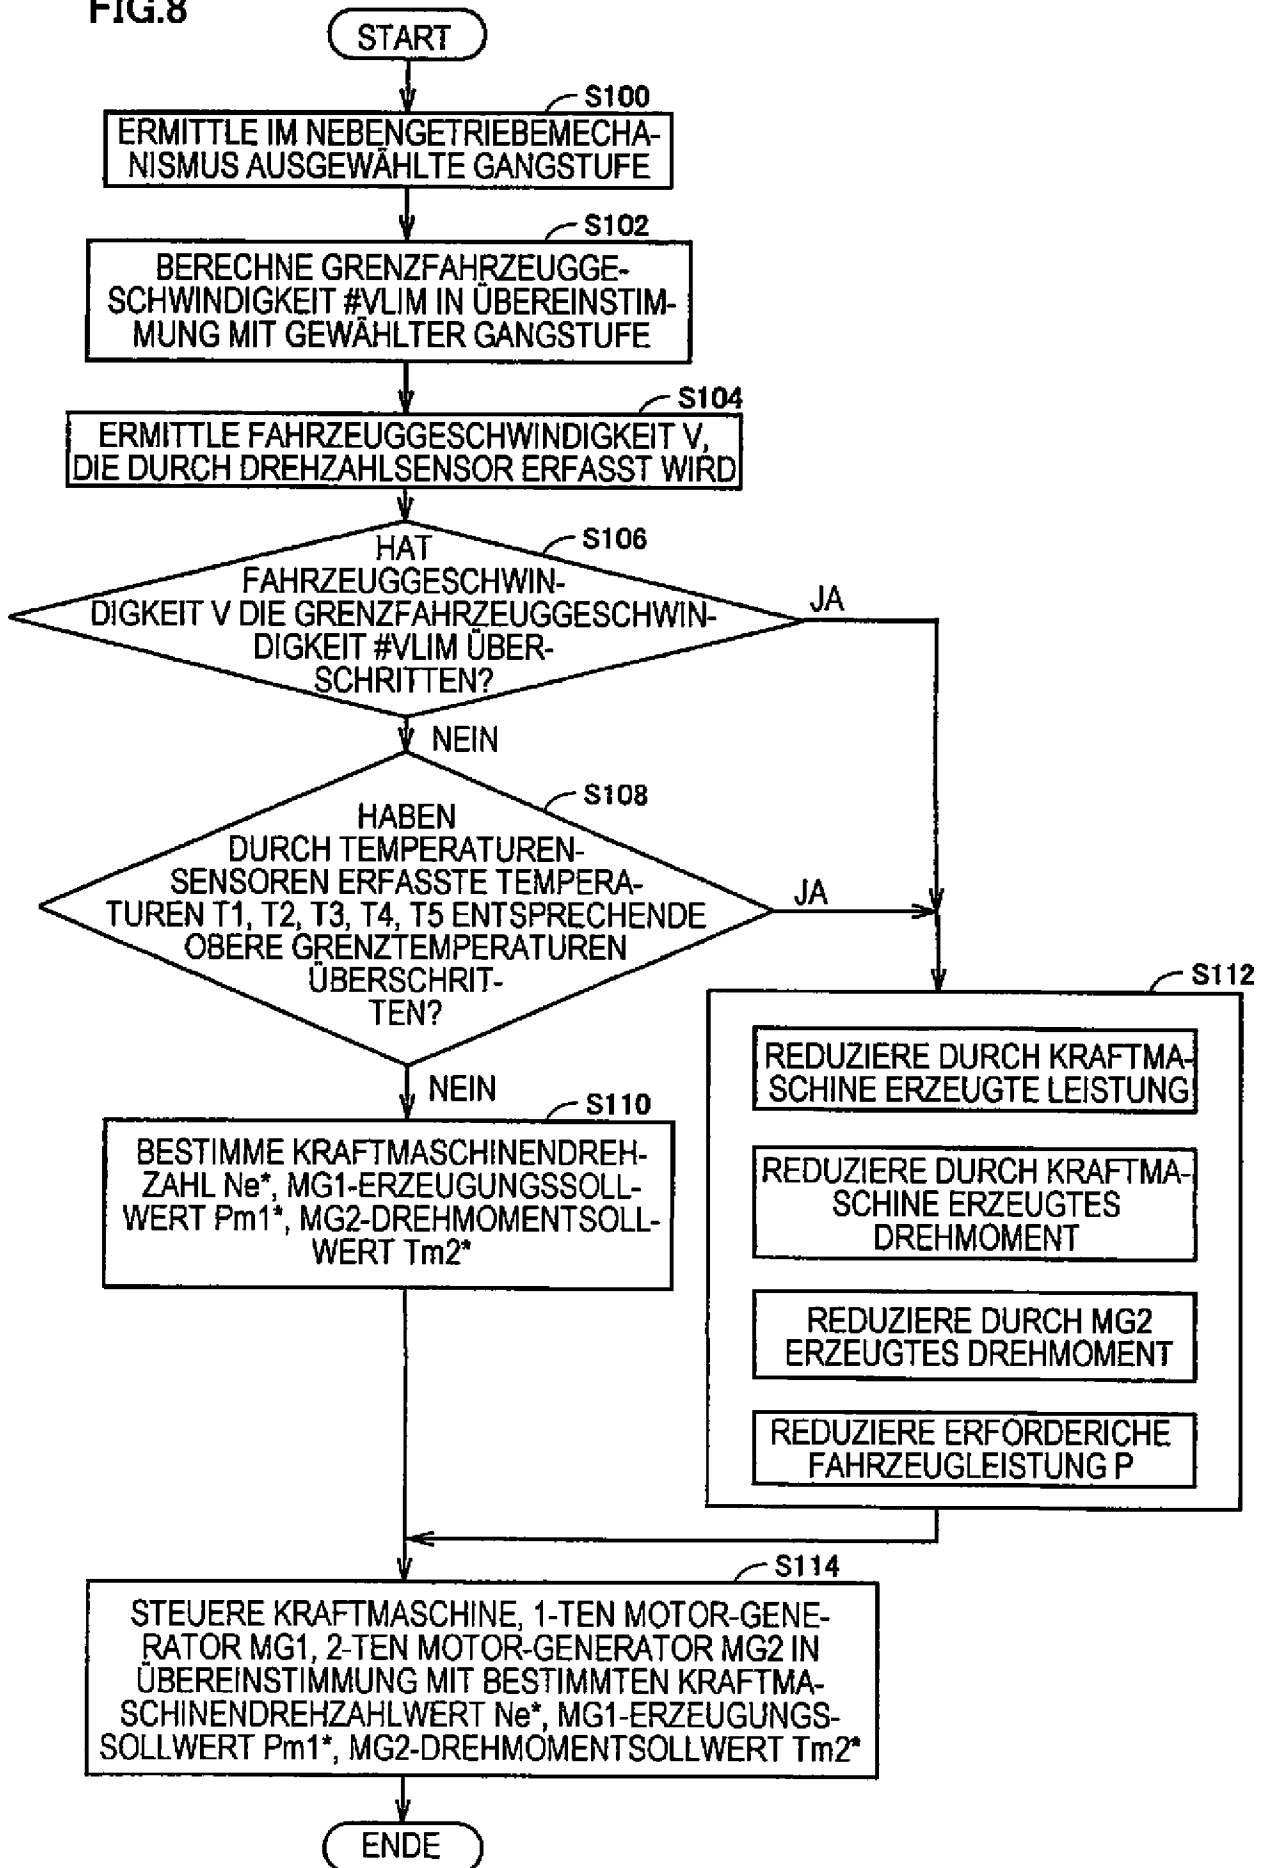 FIG.8
START
S100
ERMITTLE IM NEBENGETRIEBEMECHA-
NISMUS AUSGEWÄHLTE GANGSTUFE
S102
BERECHNE GRENZFAHRZEUGGE-
SCHWINDIGKEIT #VLIM IN ÜBEREINSTIM-
MUNG MIT GEWÄHLTER GANGSTUFE
S104
ERMITTLE FAHRZEUGGESCHWINDIGKEIT V,
DIE DURCH DREHZAHLSENSOR ERFASST WIRD
S106
HAT
FAHRZEUGGESCHWIN-
DIGKEIT V DIE GRENZFAHRZEUGGESCHWIN-
DIGKEIT #VLIM ÜBER-
SCHRITTEN?
JA
NEIN
S108
HABEN
DURCH TEMPERATUREN-
SENSOREN ERFASSTE TEMPERA-
TUREN T1, T2, T3, T4, T5 ENTSPRECHENDE
OBERE GRENZTEMPERATUREN
ÜBERSCHRIT-
TEN?
JA
NEIN
S110
BESTIMME KRAFTMASCHINENDREH-
ZAHL Ne*, MG1-ERZEUGUNGSSOLL-
WERT Pm1*, MG2-DREHMOMENTSOLL-
WERT Tm2*
S112
REDUZIERE DURCH KRAFTMA-
SCHINE ERZEUGTE LEISTUNG
REDUZIERE DURCH KRAFTMA-
SCHINE ERZEUGTES
DREHMOMENT
REDUZIERE DURCH MG2
ERZEUGTES DREHMOMENT
REDUZIERE ERFORDERICHE
FAHRZEUGLEISTUNG P
S114
STEUERE KRAFTMASCHINE, 1-TEN MOTOR-GENE-
RATOR MG1, 2-TEN MOTOR-GENERATOR MG2 IN
ÜBEREINSTIMMUNG MIT BESTIMMTEN KRAFTMA-
SCHINENDREHZAHLWERT Ne*, MG1-ERZEUGUNGS-
SOLLWERT Pm1*, MG2-DREHMOMENTSOLLWERT Tm2*
ENDE